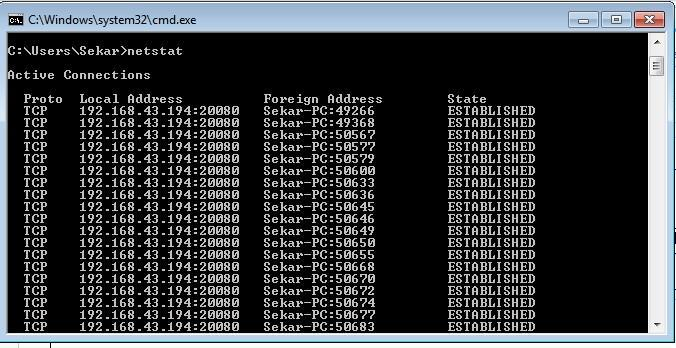 C:\Windows\system32\cmd.exe
C:\Users\Sekar>netstat
Active Connections
Proto Local Address Foreign Address State
TCP 192.168.43.194:20080 Sekar-PC:49266 ESTABLISHED
TCP 192.168.43.194:20080 Sekar-PC:49368 ESTABLISHED
TCP 192.168.43.194:20080 Sekar-PC:50567 ESTABLISHED
TCP 192.168.43.194:20080 Sekar-PC:50577 ESTABLISHED
TCP 192.168.43.194:20080 Sekar-PC:50579 ESTABLISHED
TCP 192.168.43.194:20080 Sekar-PC:50600 ESTABLISHED
TCP 192.168.43.194:20080 Sekar-PC:50633 ESTABLISHED
TCP 192.168.43.194:20080 Sekar-PC:50636 ESTABLISHED
TCP 192.168.43.194:20080 Sekar-PC:50645 ESTABLISHED
TCP 192.168.43.194:20080 Sekar-PC:50646 ESTABLISHED
TCP 192.168.43.194:20080 Sekar-PC:50649 ESTABLISHED
TCP 192.168.43.194:20080 Sekar-PC:50650 ESTABLISHED
TCP 192.168.43.194:20080 Sekar-PC:50655 ESTABLISHED
TCP 192.168.43.194:20080 Sekar-PC:50668 ESTABLISHED
TCP 192.168.43.194:20080 Sekar-PC:50670 ESTABLISHED
TCP 192.168.43.194:20080 Sekar-PC:50672 ESTABLISHED
TCP 192.168.43.194:20080 Sekar-PC:50674 ESTABLISHED
TCP 192.168.43.194:20080 Sekar-PC:50677 ESTABLISHED
TCP 192.168.43.194:20080 Sekar-PC:50683 ESTABLISHED